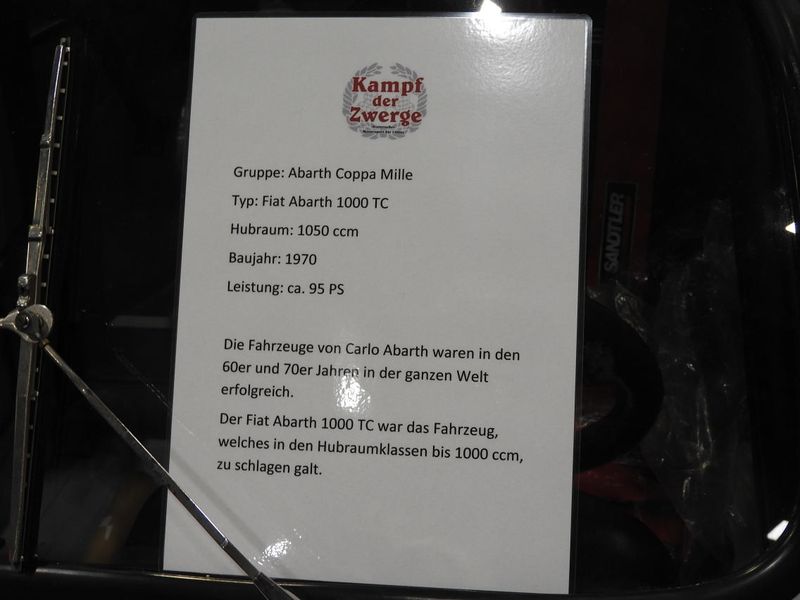 Kampf
der
Zwerge
Gruppe: Abarth Coppa Mille
Typ: Fiat Abarth 1000 TC
Hubraum: 1050 ccm
Baujahr: 1970
Leistung: ca. 95 PS
Die Fahrzeuge von Carlo Abarth waren in den
60er und 70er Jahren in der ganzen Welt
erfolgreich.
Der Fiat Abarth 1000 TC war das Fahrzeug,
welches in den Hubraumklassen bis 1000 ccm,
zu schlagen galt.
SANDTLER